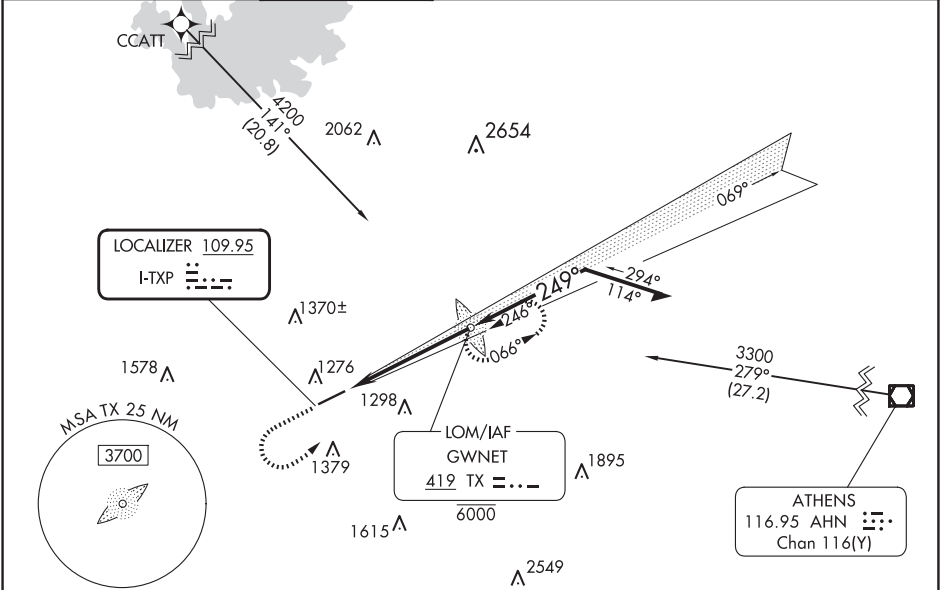 CCATT
4200
141°
(20.8)
2062
2654
069°
LOCALIZER 109.95
I-TXP
294°
114°
249°
246°
066°
1370±
1276
1578
1298
3300
279°
(27.2)
MSA TX 25 NM
3700
1379
LOM/IAF
GWNET
419 TX
6000
1895
1615
ATHENS
116.95 AHN
Chan 116(Y)
2549